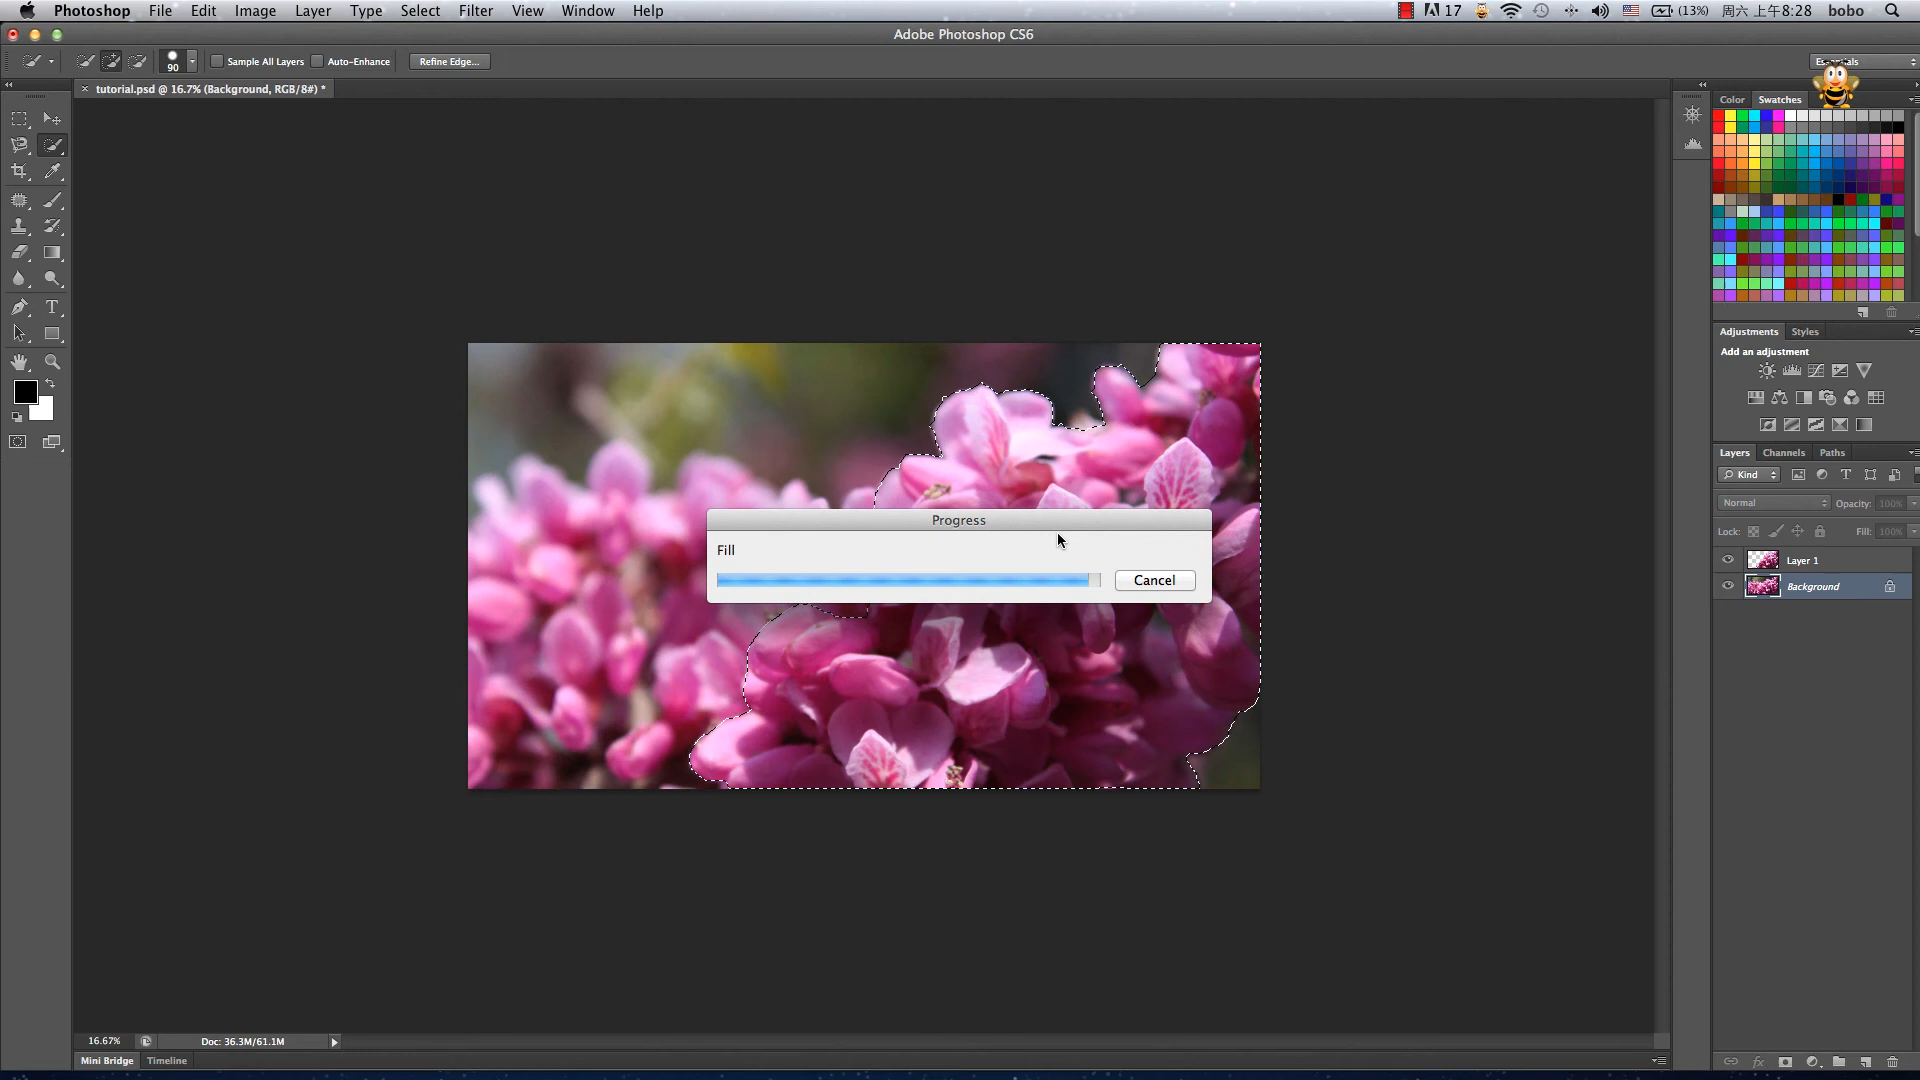 Photoshop File Edit Image Layer Type Select Filter View Window Help 17 (13%) 周六 上午8:28 bobo
Adobe Photoshop CS6
90 Sample All Layers Auto-Enhance Refine Edge...
tutorial.psd @ 16.7% (Background, RGB/8#) *
Color Swatches
Adjustments Styles
Add an adjustment
Layers Channels Paths
Kind
Normal Opacity: 100%
Lock: Fill: 100%
Layer 1
Background
Progress
Fill
Cancel
16.67% Doc: 36.3M/61.1M
Mini Bridge Timeline